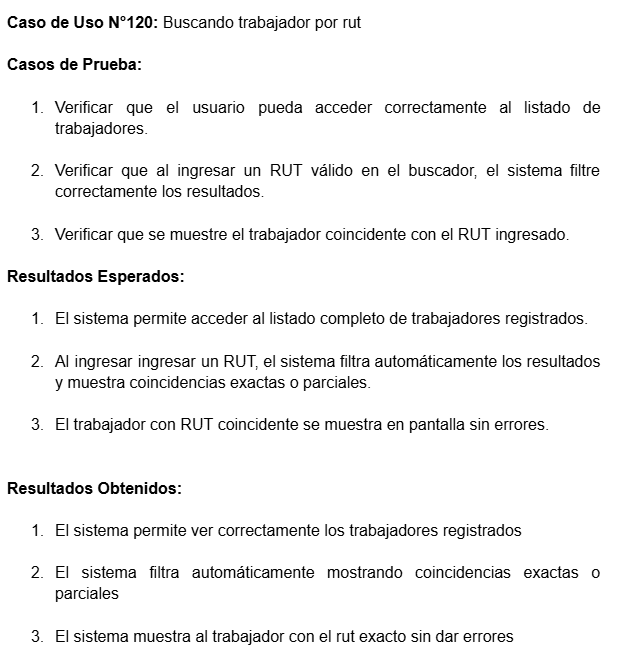 Caso de Uso N°120: Buscando trabajador por rut
Casos de Prueba:
1. Verificar que el usuario pueda acceder correctamente al listado de
trabajadores.
2. Verificar que al ingresar un RUT válido en el buscador, el sistema filtre
correctamente los resultados.
3. Verificar que se muestre el trabajador coincidente con el RUT ingresado.
Resultados Esperados:
1. El sistema permite acceder al listado completo de trabajadores registrados.
2. Al ingresar ingresar un RUT, el sistema filtra automáticamente los resultados
y muestra coincidencias exactas o parciales.
3. El trabajador con RUT coincidente se muestra en pantalla sin errores.
Resultados Obtenidos:
1. El sistema permite ver correctamente los trabajadores registrados
2. El sistema filtra automáticamente mostrando coincidencias exactas o
parciales
3. El sistema muestra al trabajador con el rut exacto sin dar errores